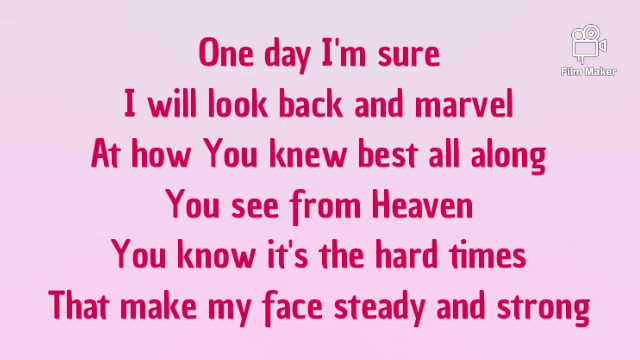 One day I'm sure
I will look back and marvel
At how You knew best all along
You see from Heaven
You know it's the hard times
That make my face steady and strong
Film Maker